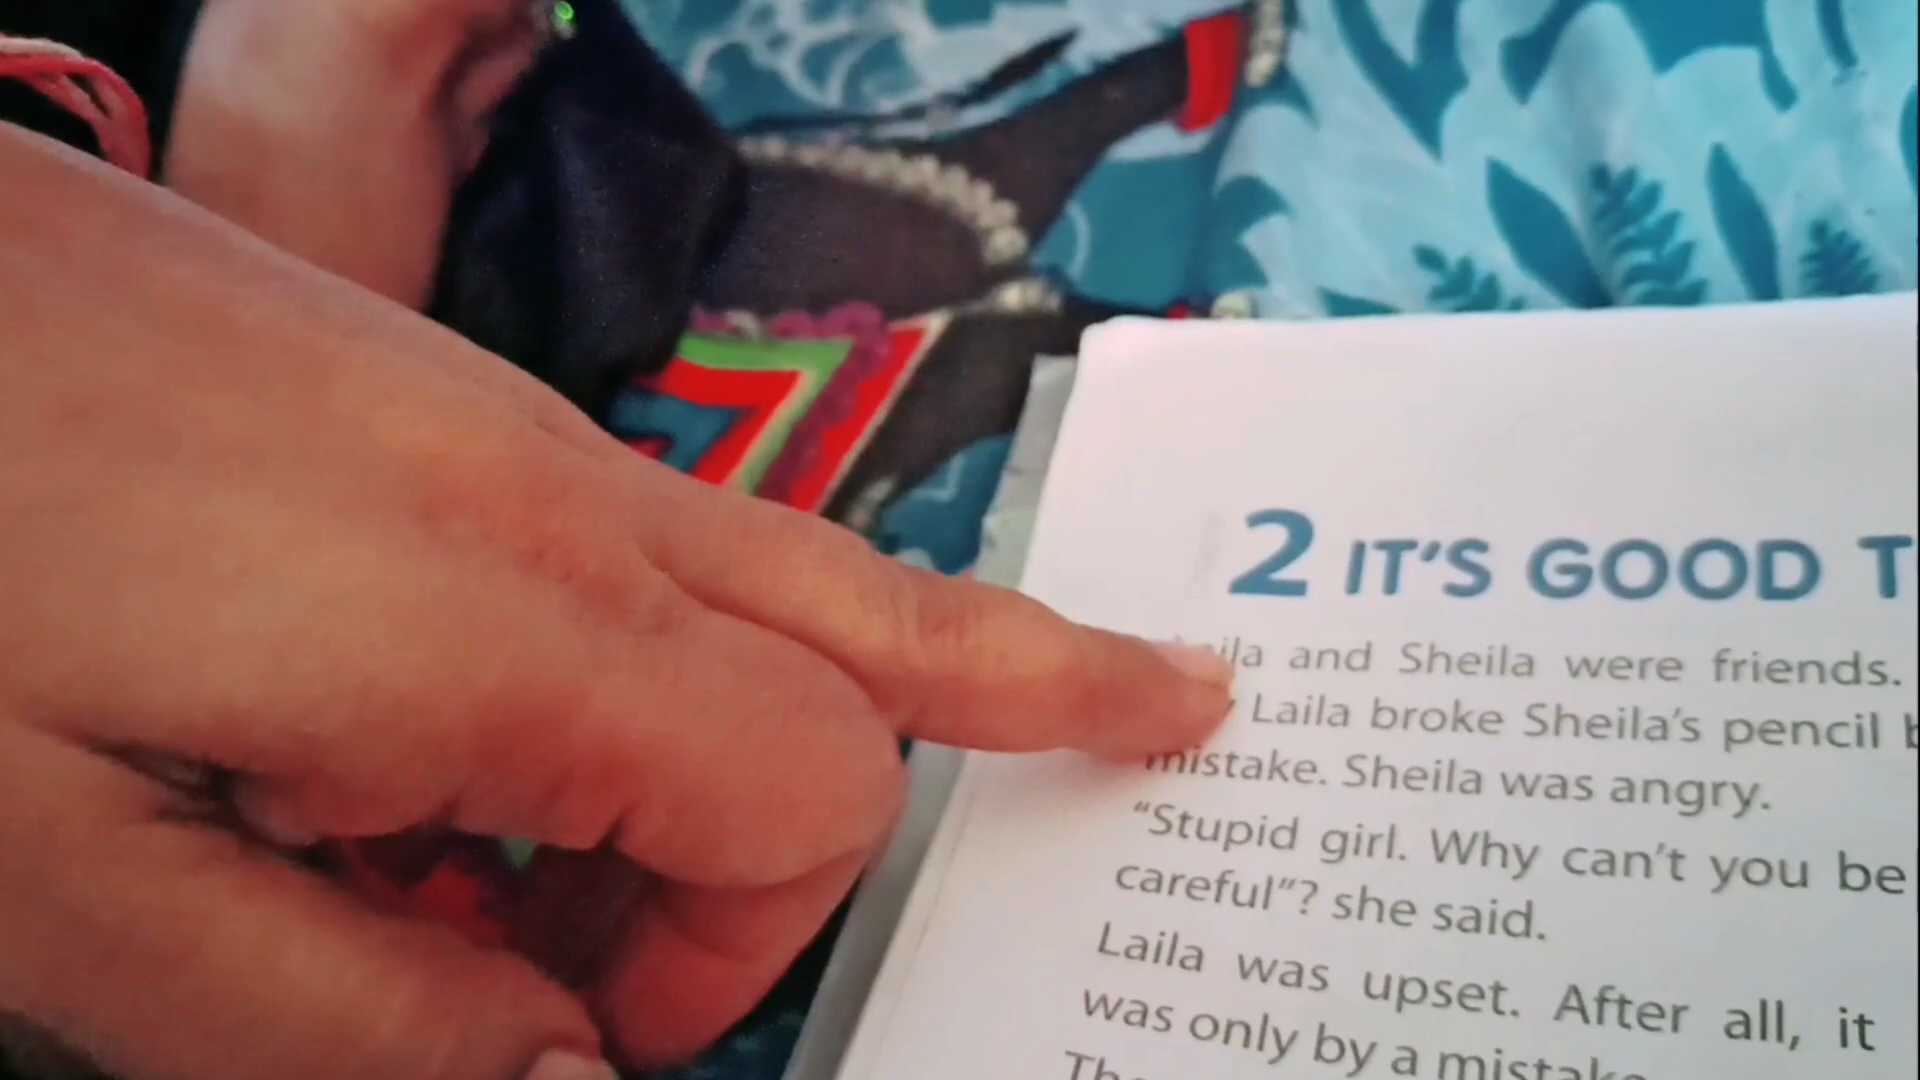 2 IT'S GOOD T
and Sheila were friends.
Laila broke Sheila's pencil
mistake. Sheila was angry.
"Stupid girl. Why can't you be
careful"? she said.
Laila was upset. After all, it
was only by a mistake